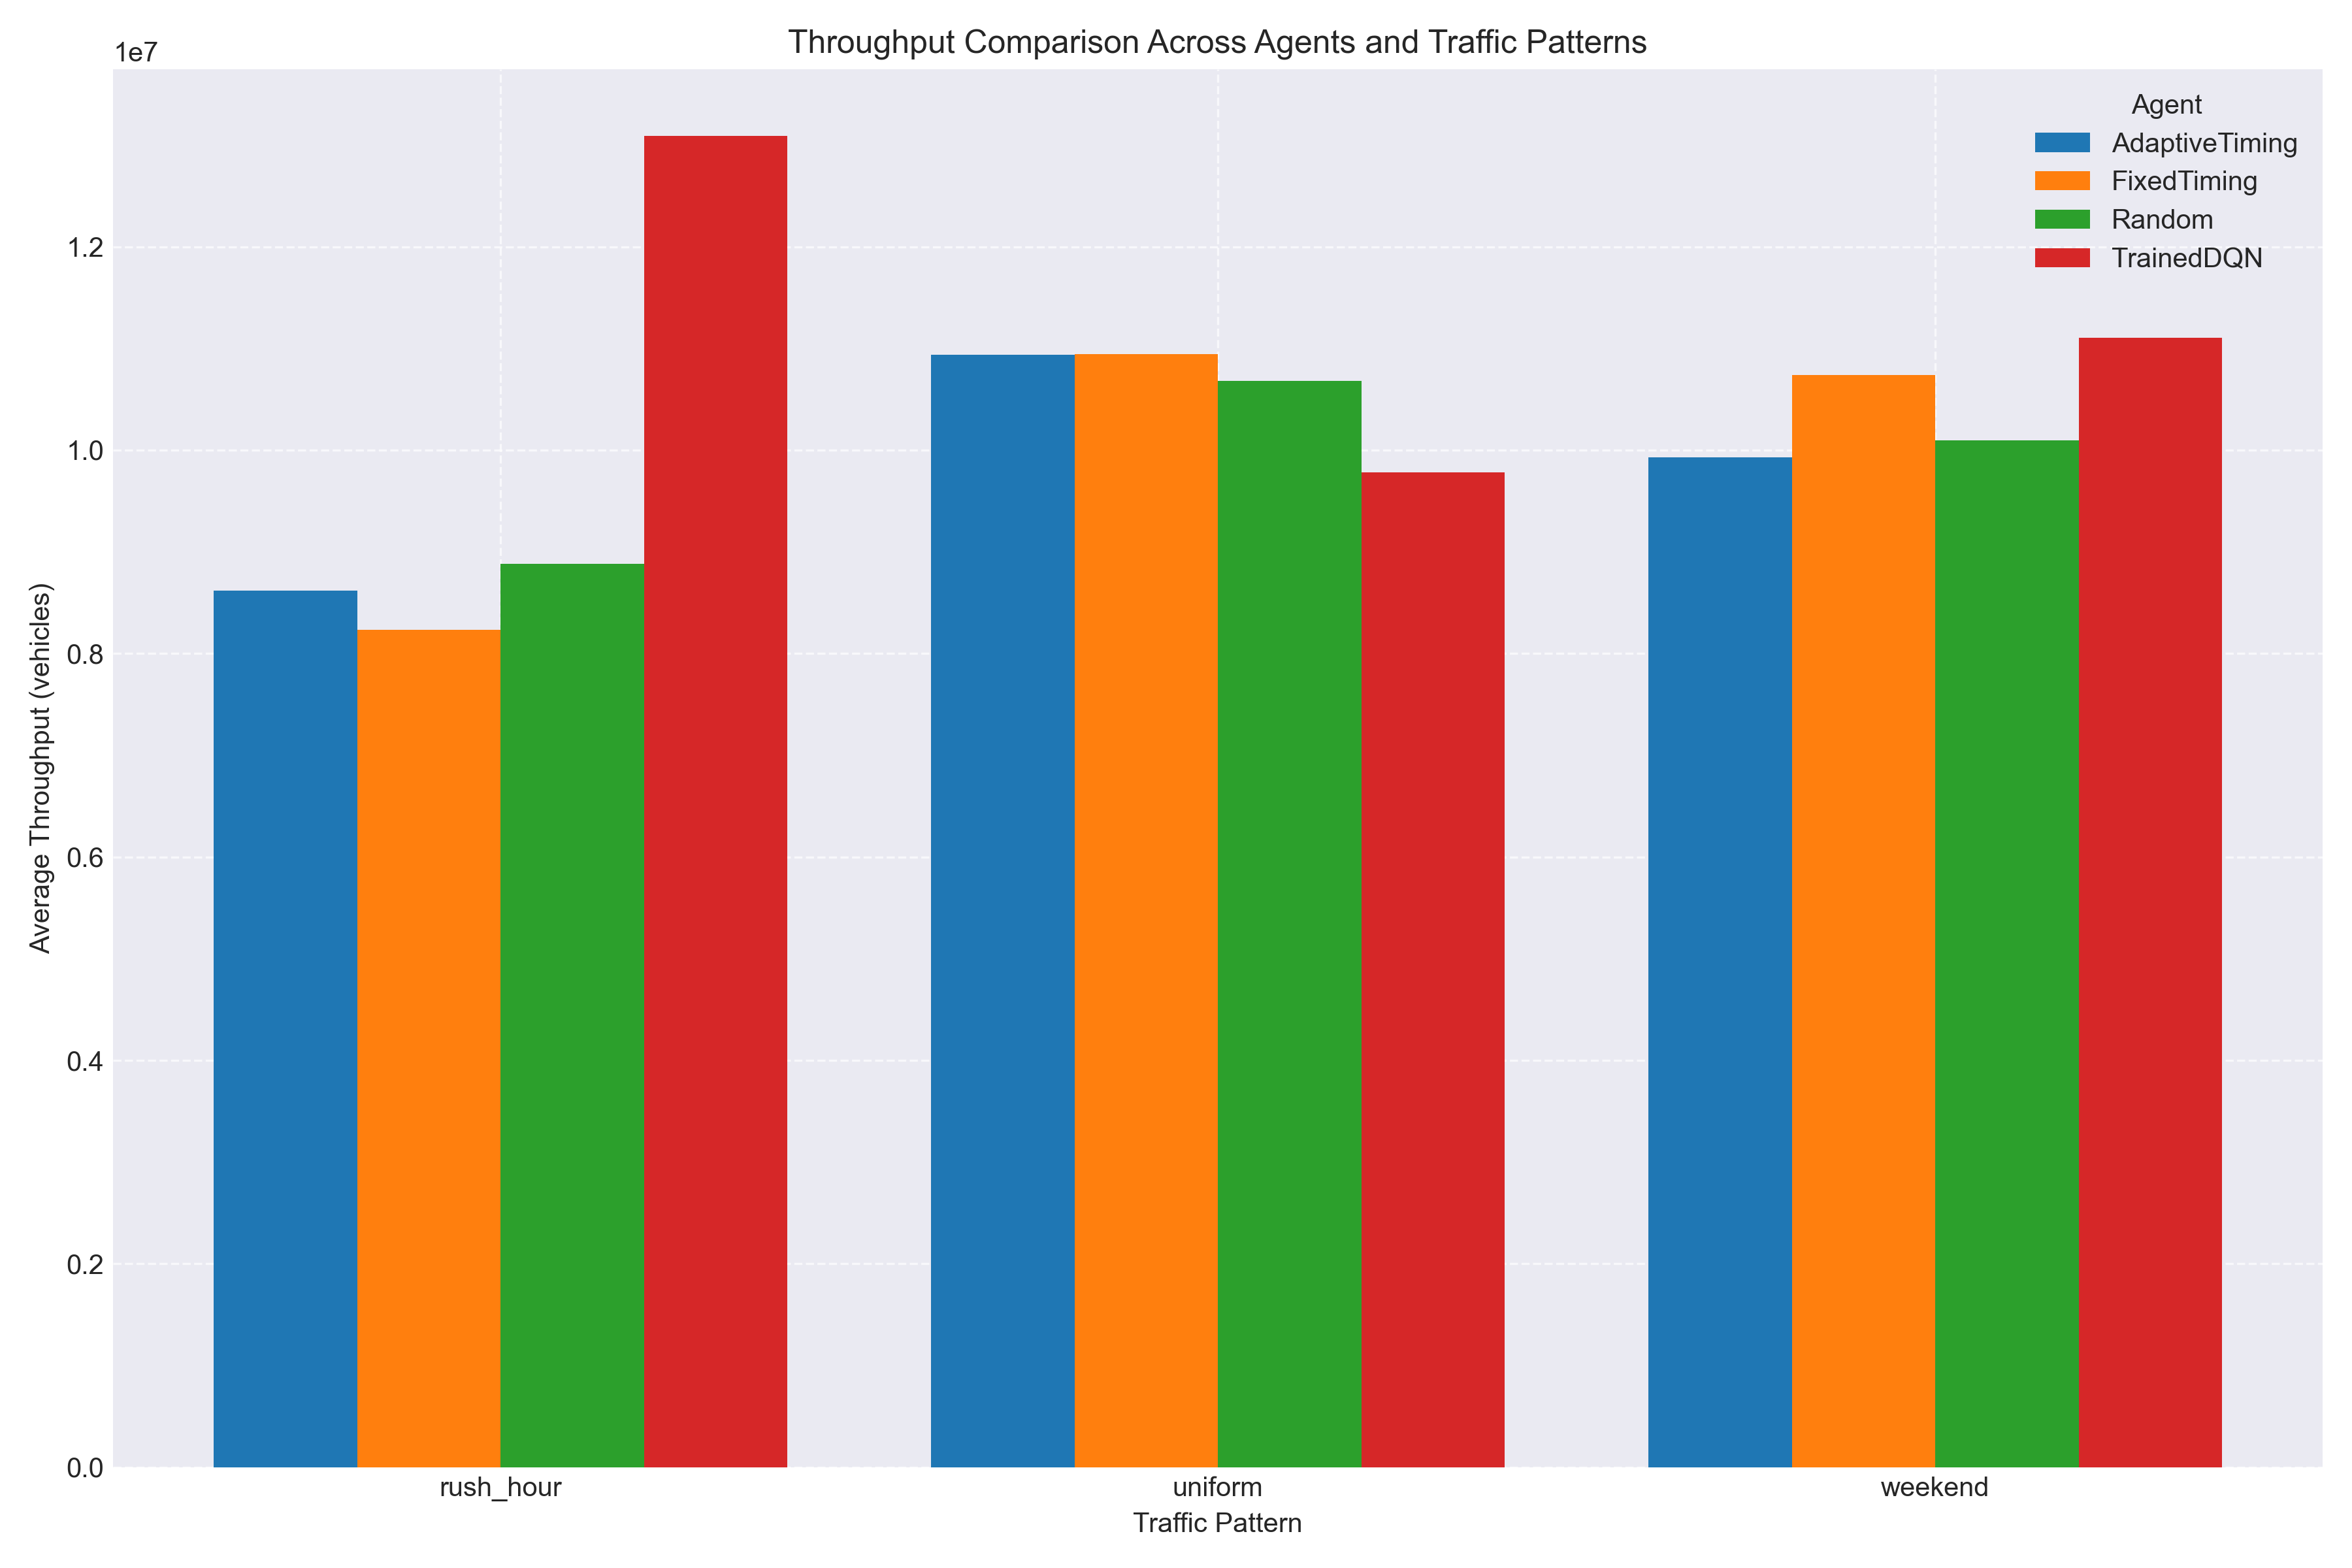 Throughput Comparison Across Agents and Traffic Patterns
1e7
Agent
AdaptiveTiming
FixedTiming
Random
TrainedDQN
Average Throughput (vehicles)
1.2
1.0
0.8
0.6
0.4
0.2
0.0
rush_hour
uniform
weekend
Traffic Pattern